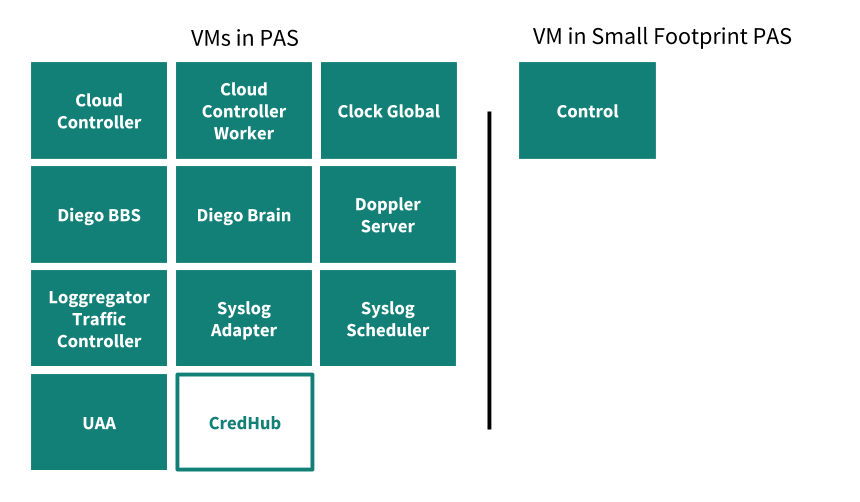 VMs in PAS
VM in Small Footprint PAS
Cloud
Controller
Cloud
Controller
Worker
Clock Global
Control
Diego BBS
Diego Brain
Doppler
Server
Loggregator
Traffic
Controller
Syslog
Adapter
Syslog
Scheduler
UAA
CredHub